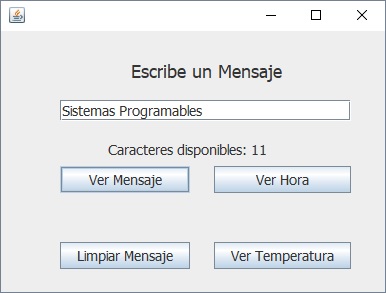 Escribe un Mensaje
Sistemas Programables
Caracteres disponibles: 11
Ver Mensaje
Ver Hora
Limpiar Mensaje
Ver Temperatura